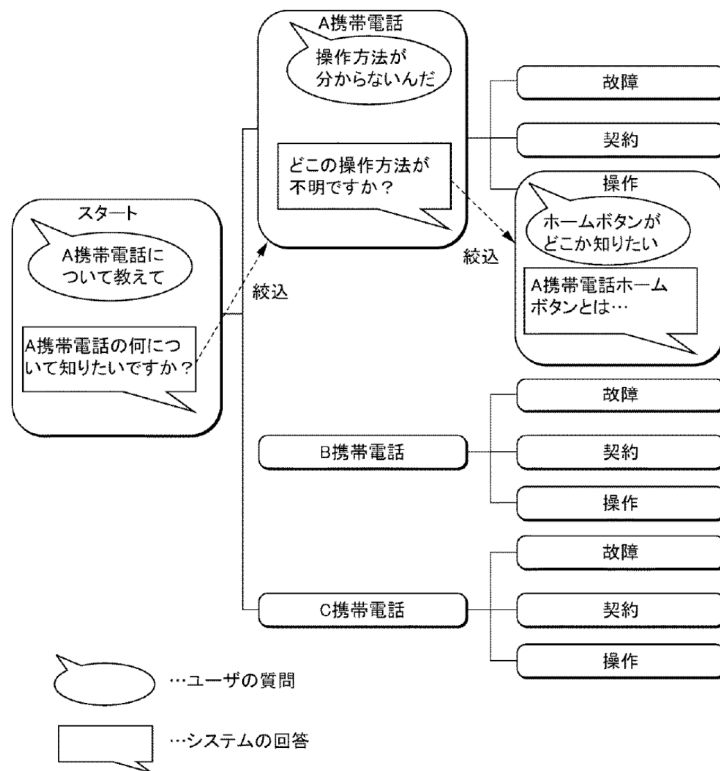 A携帯電話
操作方法が
分からないんだ
どこの操作方法が
不明ですか？
故障
契約
操作
ホームボタンが
どこか知りたい
A携帯電話ホーム
ボタンとは…
スタート
A携帯電話に
ついて教えて
A携帯電話の何につ
いて知りたいですか？
絞込
絞込
B携帯電話
故障
契約
操作
C携帯電話
故障
契約
操作
…ユーザの質問
…システムの回答